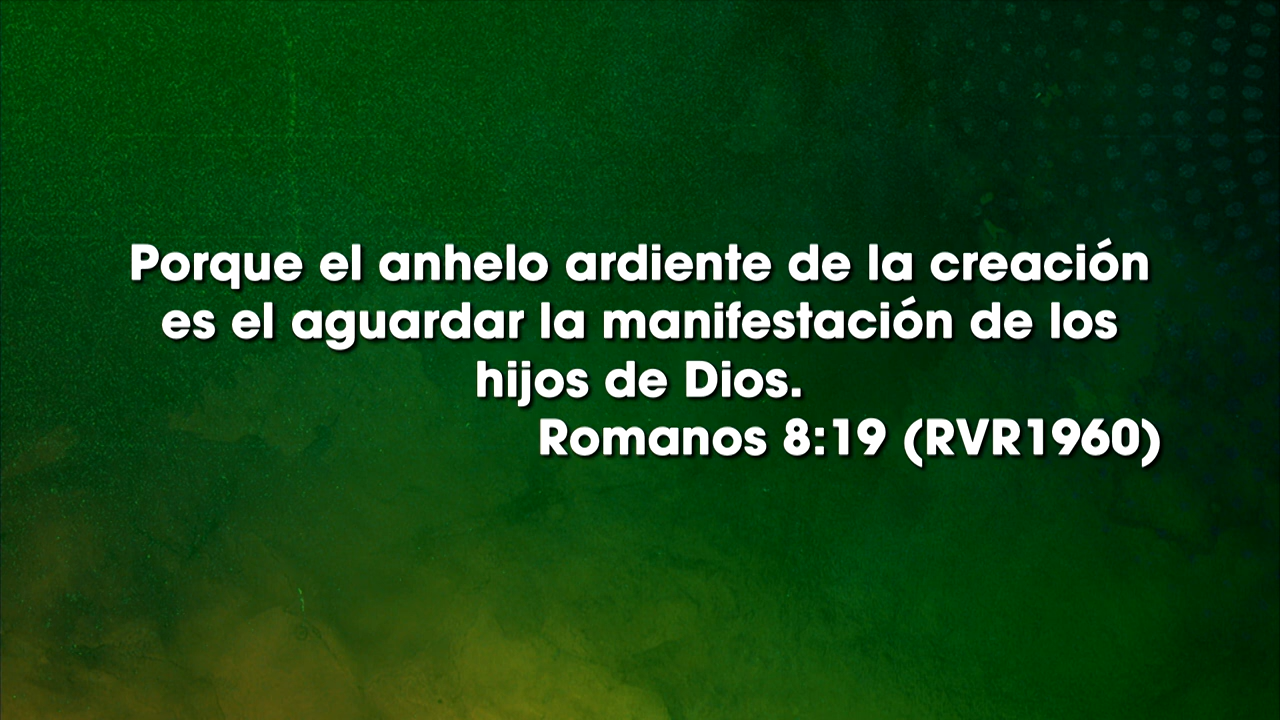 Porque el anhelo ardiente de la creación
es el aguardar la manifestación de los
hijos de Dios.
Romanos 8:19 (RVR1960)